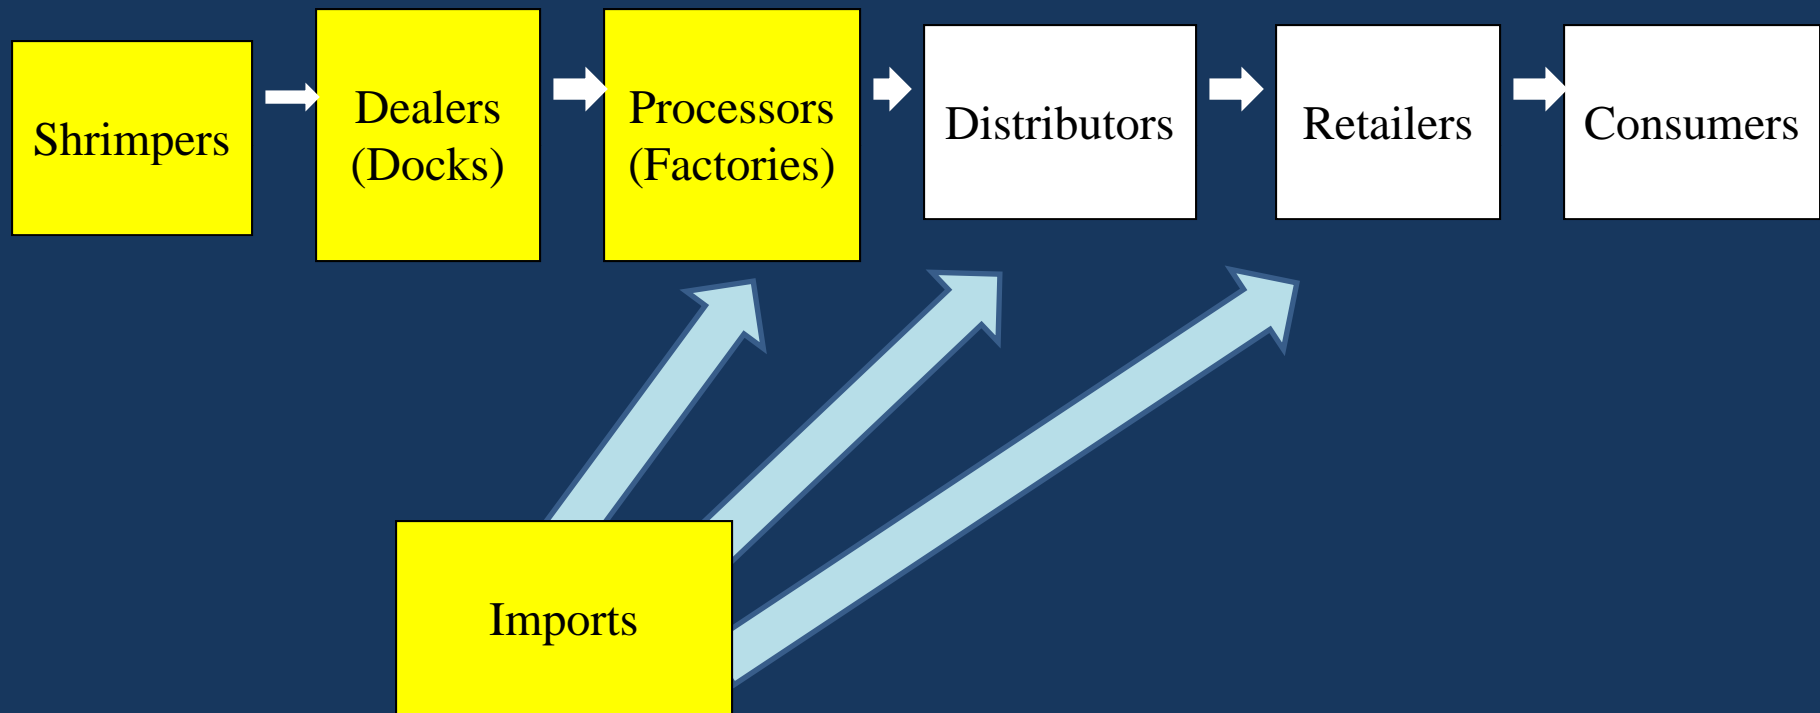 Shrimpers
Dealers
(Docks)
Processors
(Factories)
Distributors
Retailers
Consumers
Imports